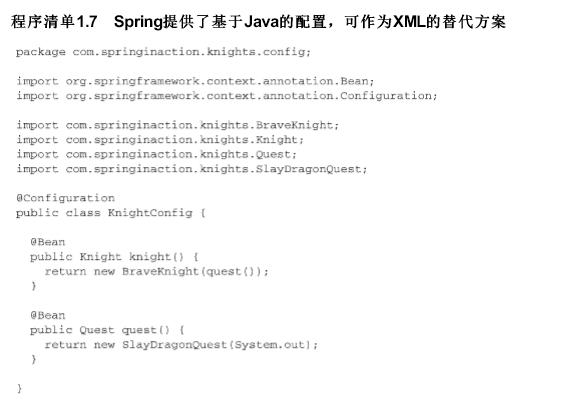 程序清单1.7 Spring提供了基于Java的配置，可作为XML的替代方案
package com.springinaction.knights.config;
import org.springframework.context.annotation.Bean;
import org.springframework.context.annotation.Configuration;
import com.springinaction.knights.BraveKnight;
import com.springinaction.knights.Knight;
import com.springinaction.knights.Quest;
import com.springinaction.knights.SlayDragonQuest;
@Configuration
public class KnightConfig {
@Bean
public Knight knight() {
return new BraveKnight(quest());
}
@Bean
public Quest quest() {
return new SlayDragonQuest(System.out);
}
}